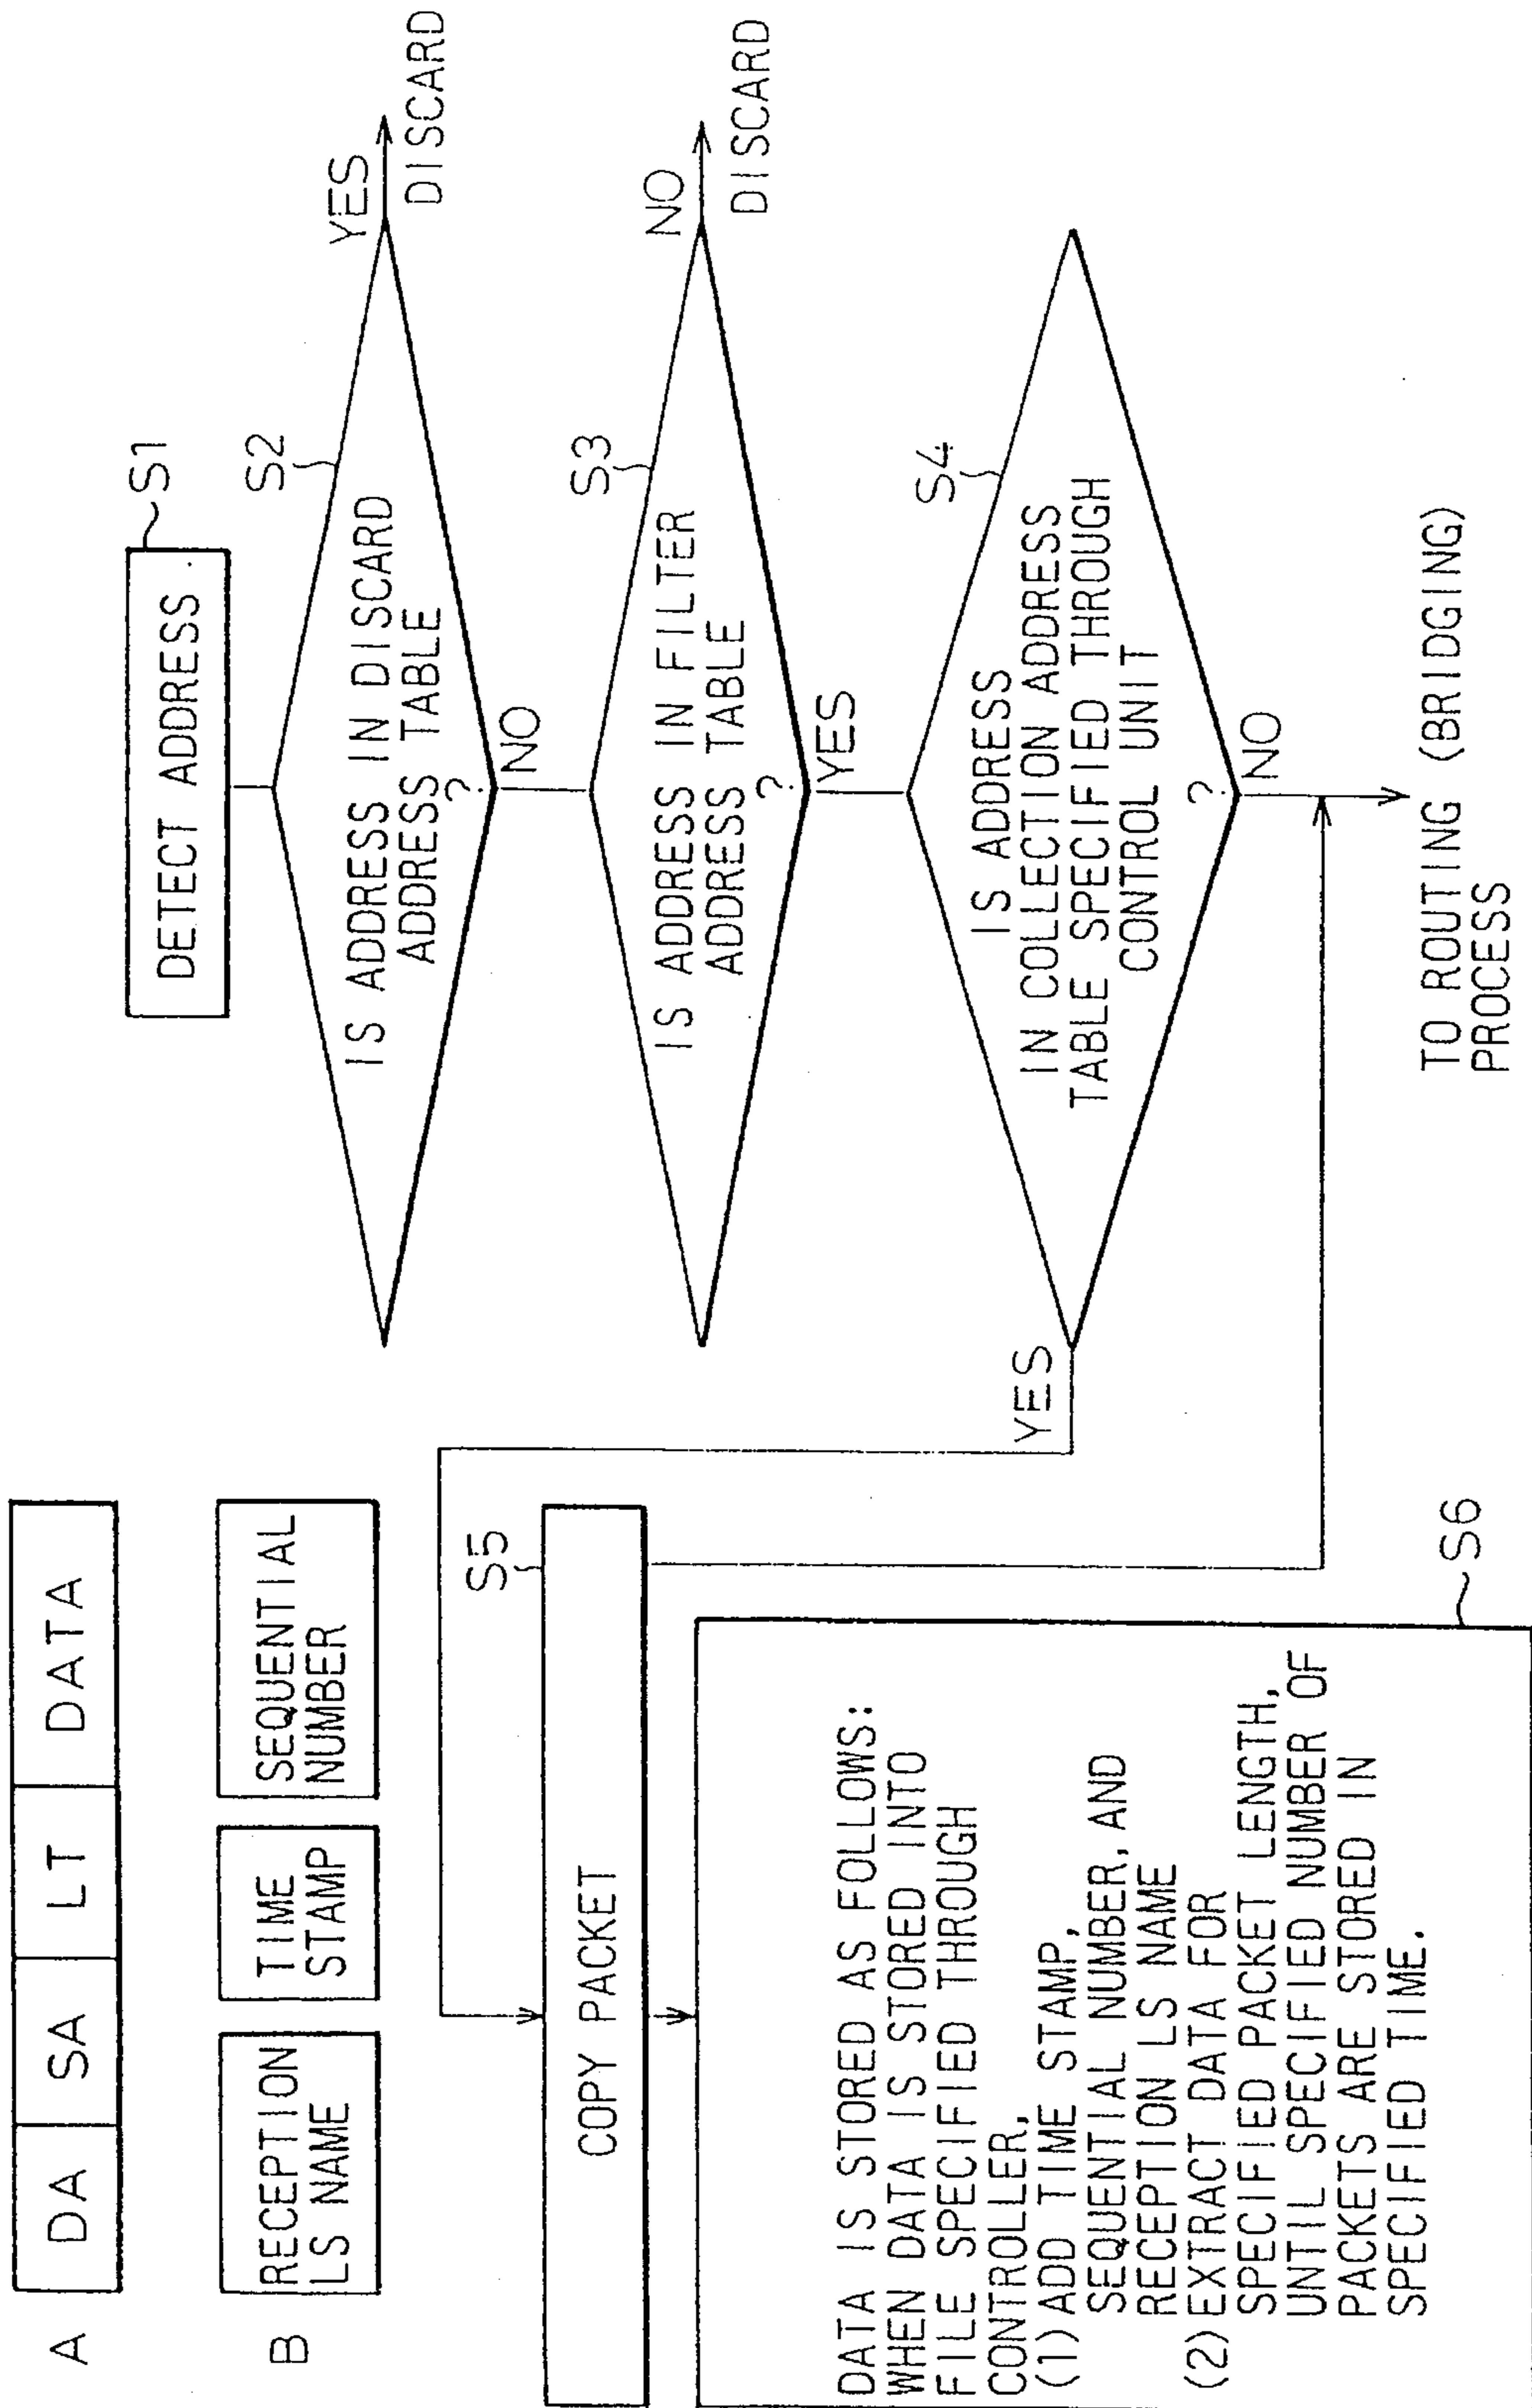 A
DA
SA
LT
DATA
B
RECEPTION
LS NAME
TIME
STAMP
SEQUENTIAL
NUMBER
DETECT ADDRESS
S1
S2
IS ADDRESS IN DISCARD
ADDRESS TABLE
?
YES
DISCARD
NO
S3
IS ADDRESS IN FILTER
ADDRESS TABLE
?
NO
DISCARD
YES
S4
IS ADDRESS
IN COLLECTION ADDRESS
TABLE SPECIFIED THROUGH
CONTROL UNIT
?
YES
NO
TO ROUTING (BRIDGING)
PROCESS
S5
COPY PACKET
S6
DATA IS STORED AS FOLLOWS:
WHEN DATA IS STORED INTO
FILE SPECIFIED THROUGH
CONTROLLER,
(1) ADD TIME STAMP,
SEQUENTIAL NUMBER, AND
RECEPTION LS NAME
(2) EXTRACT DATA FOR
SPECIFIED PACKET LENGTH,
UNTIL SPECIFIED NUMBER OF
PACKETS ARE STORED IN
SPECIFIED TIME.